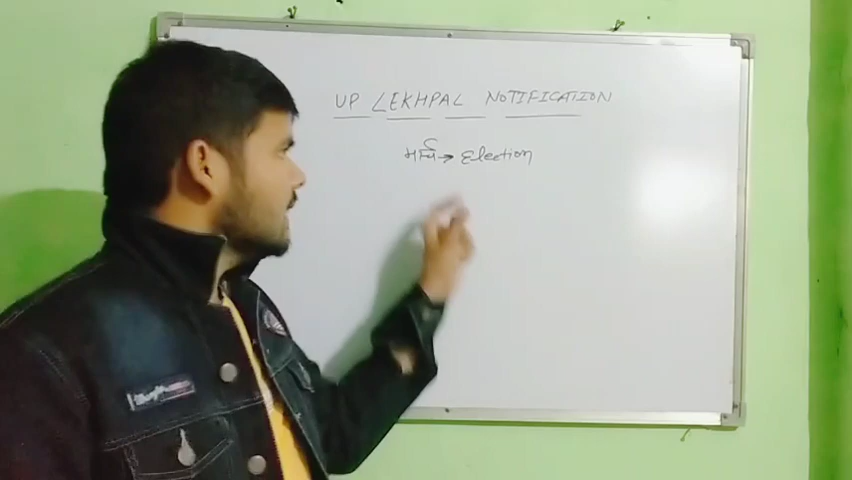 UP LEKHPAL NOTIFICATION
मार्च → Election